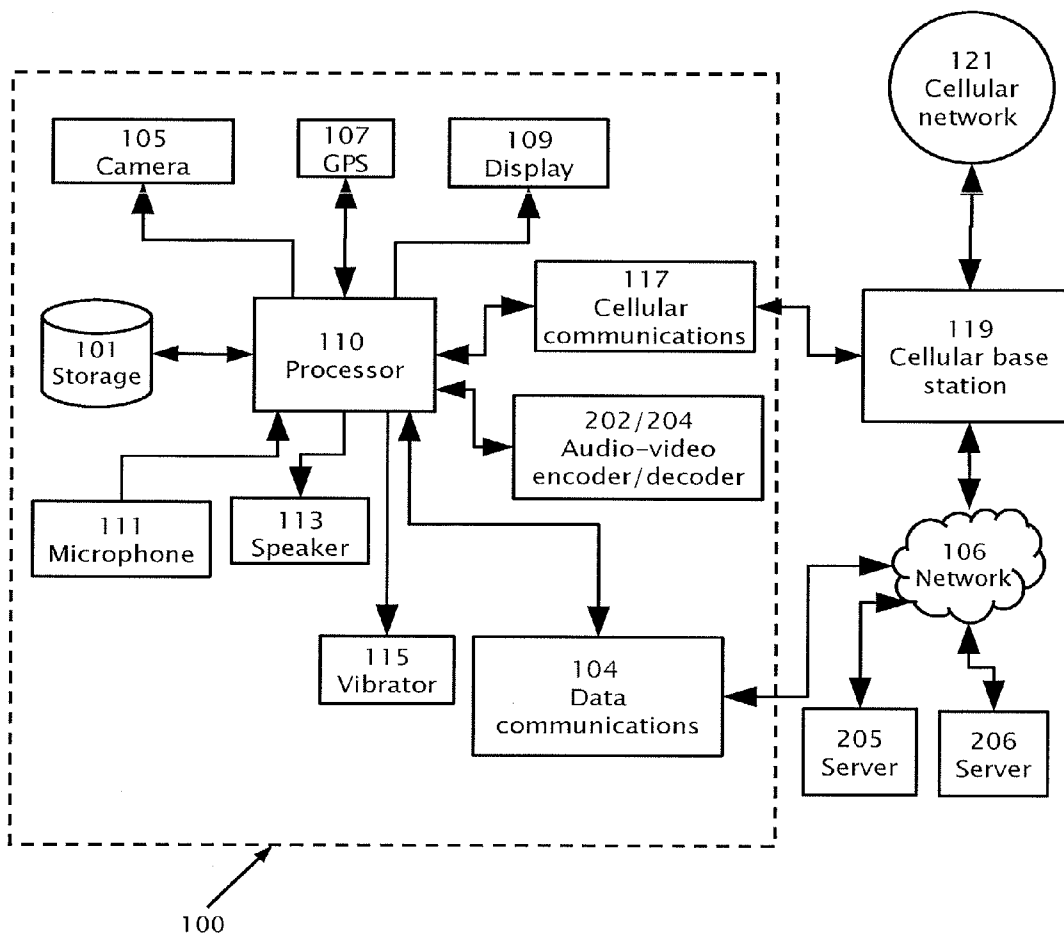 121
Cellular
network
105
Camera
107
GPS
109
Display
117
Cellular
communications
101
Storage
110
Processor
119
Cellular base
station
202/204
Audio-video
encoder/decoder
111
Microphone
113
Speaker
106
Network
115
Vibrator
104
Data
communications
205
Server
206
Server
100